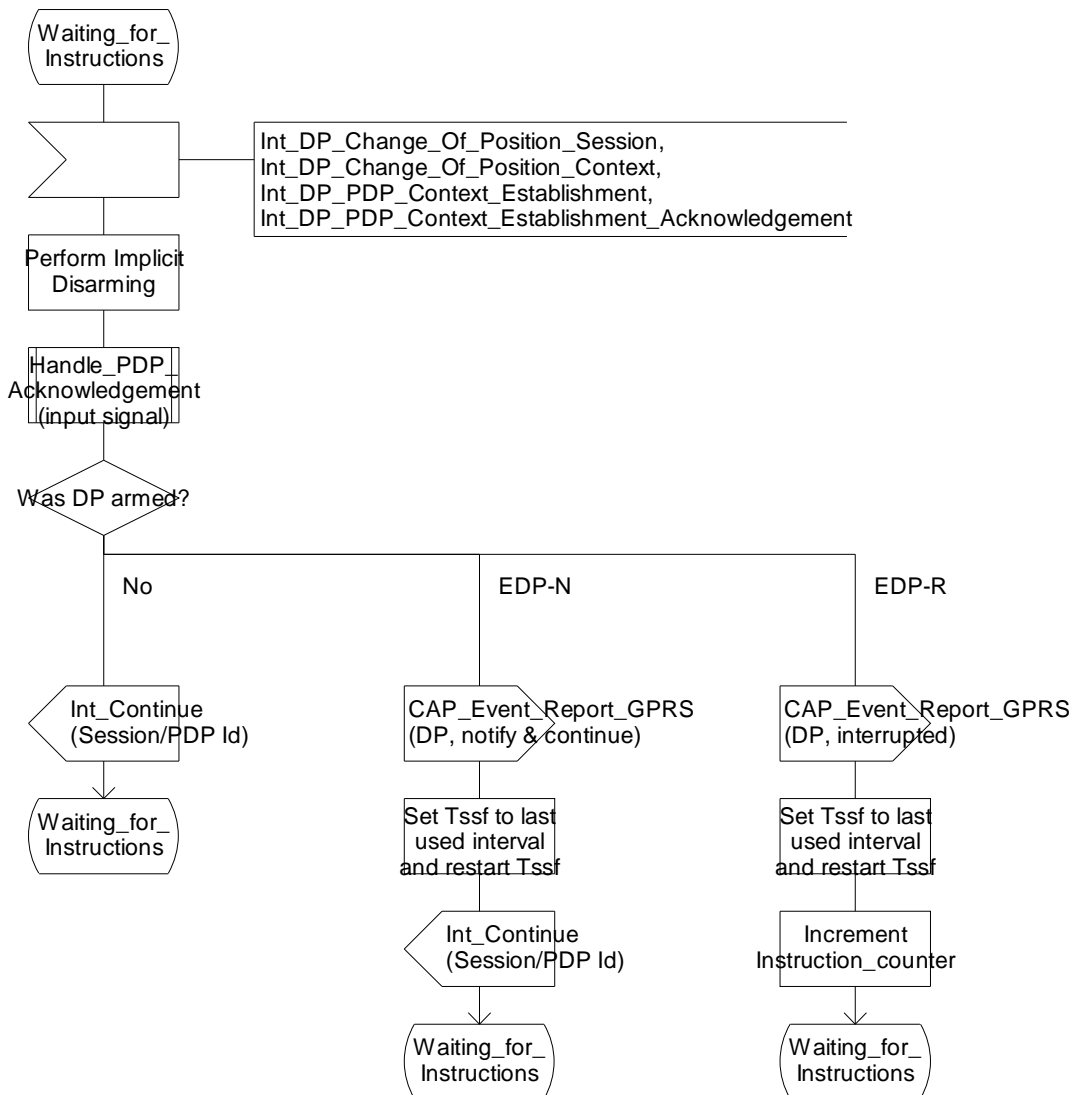 Waiting_for_
Instructions
Int_DP_Change_Of_Position_Session,
Int_DP_Change_Of_Position_Context,
Int_DP_PDP_Context_Establishment,
Int_DP_PDP_Context_Establishment_Acknowledgement
Perform Implicit
Disarming
Handle_PDP_
Acknowledgement
(input signal)
Was DP armed?
No
EDP-N
EDP-R
Int_Continue
(Session/PDP Id)
CAP_Event_Report_GPRS
(DP, notify & continue)
CAP_Event_Report_GPRS
(DP, interrupted)
Waiting_for_
Instructions
Set Tssf to last
used interval
and restart Tssf
Set Tssf to last
used interval
and restart Tssf
Int_Continue
(Session/PDP Id)
Increment
Instruction_counter
Waiting_for_
Instructions
Waiting_for_
Instructions